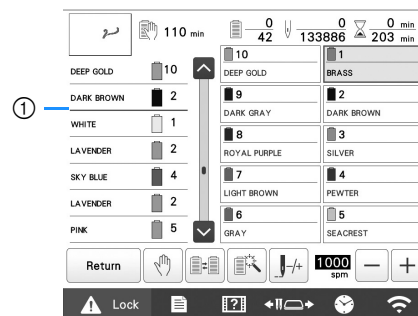 110 min
0
42
0
133886
0 min
203 min
DEEP GOLD 10
DARK BROWN 2
WHITE 1
LAVENDER 2
SKY BLUE 4
LAVENDER 2
PINK 5
1
10
DEEP GOLD
1
BRASS
9
DARK GRAY
2
DARK BROWN
8
ROYAL PURPLE
3
SILVER
7
LIGHT BROWN
4
PEWTER
6
GRAY
5
SEACREST
Return
-/+
1000
spm
−
+
Lock
?